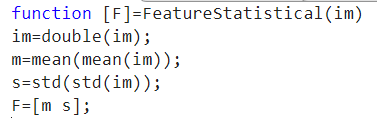 function [F]=FeatureStatistical(im)
im=double(im);
m=mean(mean(im));
s=std(std(im));
F=[m s];